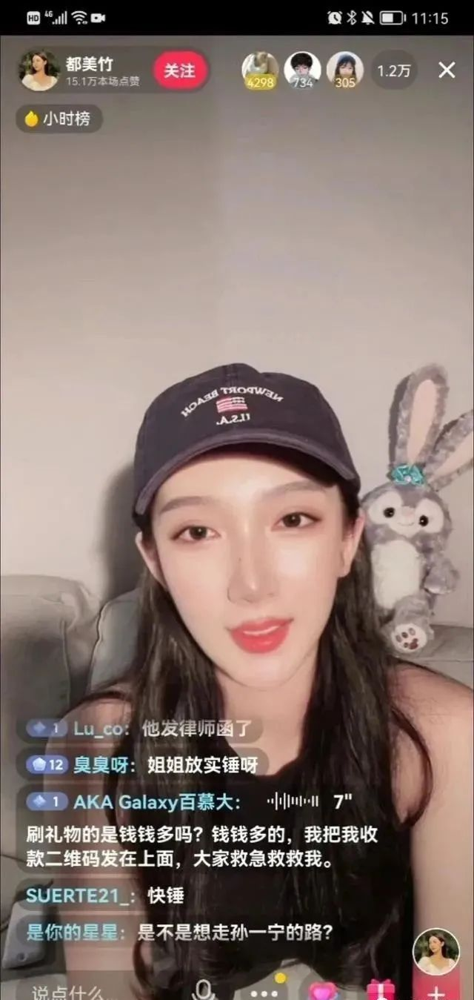 HD 4G 11:15
都美竹
15.1万本场点赞
关注
4298
734
305
1.2万
小时榜
NEWPORT BEACH
U.S.A.
1 Lu_co：他发律师函了
12 臭臭呀：姐姐放实锤呀
1 AKA Galaxy百慕大： 7"
刷礼物的是钱钱多吗？钱钱多的，我把我收
款二维码发在上面，大家救急救救我。
SUERTE21_：快锤
是你的星星：是不是想走孙一宁的路？
说点什么...